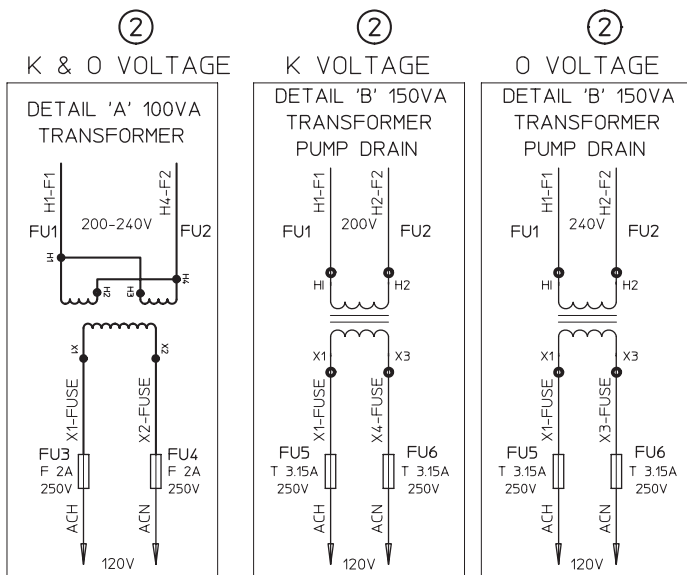 2
K & O VOLTAGE
DETAIL 'A' 100VA
TRANSFORMER
H1-F1
H4-F2
200-240V
FU1
FU2
H1
H2
H3
H4
X1
X2
X1-FUSE
X2-FUSE
FU3
F 2A
250V
FU4
F 2A
250V
ACH
ACN
120V
2
K VOLTAGE
DETAIL 'B' 150VA
TRANSFORMER
PUMP DRAIN
H1-F1
H2-F2
200V
FU1
FU2
H1
H2
X1
X3
X1-FUSE
X4-FUSE
FU5
T 3.15A
250V
FU6
T 3.15A
250V
ACH
ACN
120V
2
O VOLTAGE
DETAIL 'B' 150VA
TRANSFORMER
PUMP DRAIN
H1-F1
H2-F2
240V
FU1
FU2
H1
H2
X1
X3
X1-FUSE
X3-FUSE
FU5
T 3.15A
250V
FU6
T 3.15A
250V
ACH
ACN
120V